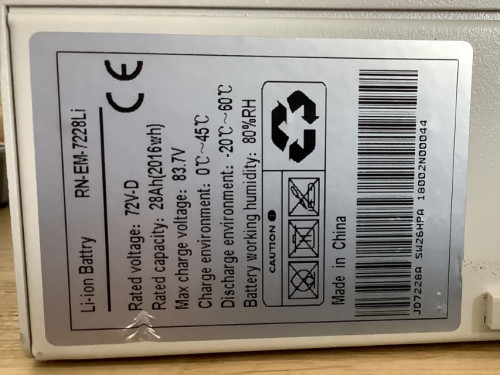 Li-ion Battry RN-EM-7228Li
CE
Rated voltage: 72V-D
Rated capacity: 28Ah(2016wh)
Max charge voltage: 83.7V
Charge environment: 0℃~45℃
Discharge environment: -20℃~60℃
Battery working humidity: 80%RH
CAUTION
Made in China
JD7228A SW26HPA 18002N00044